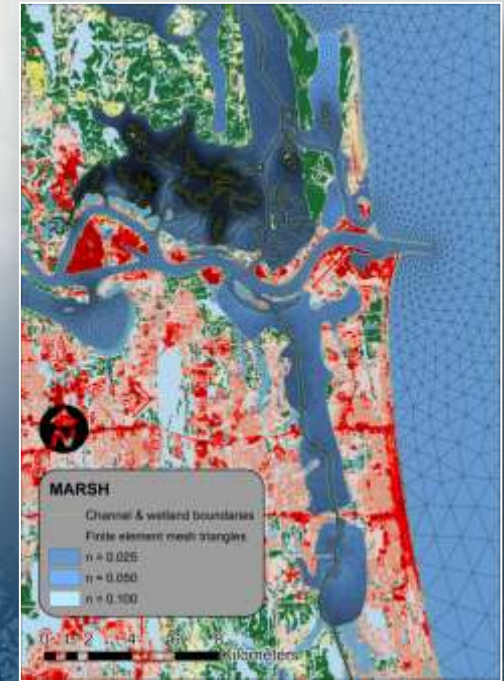 N
MARSH
Channel & wetland boundaries
Finite element mesh triangles
n = 0.025
n = 0.050
n = 0.100
Kilometers